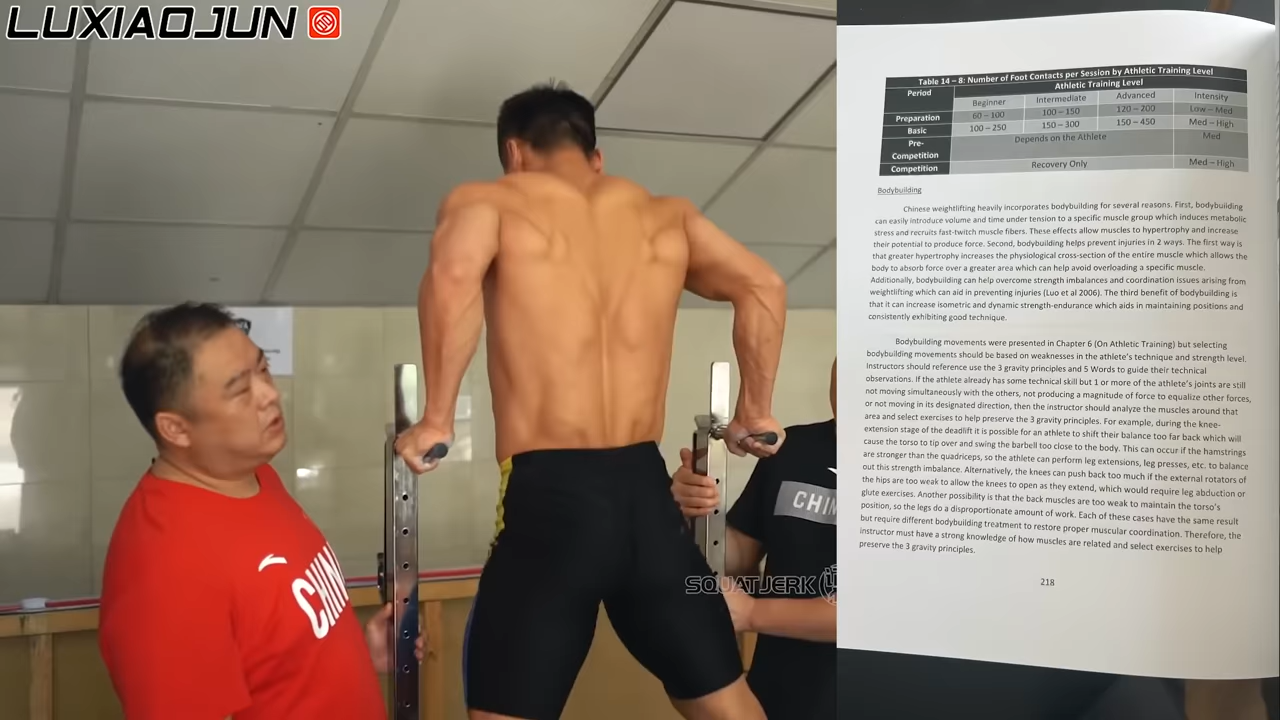 LUXIAOJUN
CHIN
CHIN
SQUATJERK
Table 14 – 8: Number of Foot Contacts per Session by Athletic Training Level
Period Athletic Training Level
Beginner Intermediate Advanced Intensity
Preparation 60 – 100 100 – 150 120 – 200 Low – Med
Basic 100 – 250 150 – 300 150 – 450 Med – High
Pre-Competition Depends on the Athlete Med
Competition Recovery Only Med – High
Bodybuilding
Chinese weightlifting heavily incorporates bodybuilding for several reasons. First, bodybuilding
can easily introduce volume and time under tension to a specific muscle group which induces metabolic
stress and recruits fast-twitch muscle fibers. These effects allow muscles to hypertrophy and increase
their potential to produce force. Second, bodybuilding helps prevent injuries in 2 ways. The first way is
that greater hypertrophy increases the physiological cross-section of the entire muscle which allows the
body to absorb force over a greater area which can help avoid overloading a specific muscle.
Additionally, bodybuilding can help overcome strength imbalances and coordination issues arising from
weightlifting which can aid in preventing injuries (Luo et al 2006). The third benefit of bodybuilding is
that it can increase isometric and dynamic strength-endurance which aids in maintaining positions and
consistently exhibiting good technique.
Bodybuilding movements were presented in Chapter 6 (On Athletic Training) but selecting
bodybuilding movements should be based on weaknesses in the athlete's technique and strength level.
Instructors should reference use the 3 gravity principles and 5 Words to guide their technical
observations. If the athlete already has some technical skill but 1 or more of the athlete's joints are still
not moving simultaneously with the others, not producing a magnitude of force to equalize other forces,
or not moving in its designated direction, then the instructor should analyze the muscles around that
area and select exercises to help preserve the 3 gravity principles. For example, during the knee-
extension stage of the deadlift it is possible for an athlete to shift their balance too far back which will
cause the torso to tip over and swing the barbell too close to the body. This can occur if the hamstrings
are stronger than the quadriceps, so the athlete can perform leg extensions, leg presses, etc. to balance
out this strength imbalance. Alternatively, the knees can push back too much if the external rotators of
the hips are too weak to allow the knees to open as they extend, which would require leg abduction or
glute exercises. Another possibility is that the back muscles are too weak to maintain the torso's
position, so the legs do a disproportionate amount of work. Each of these cases have the same result
but require different bodybuilding treatment to restore proper muscular coordination. Therefore, the
instructor must have a strong knowledge of how muscles are related and select exercises to help
preserve the 3 gravity principles.
218